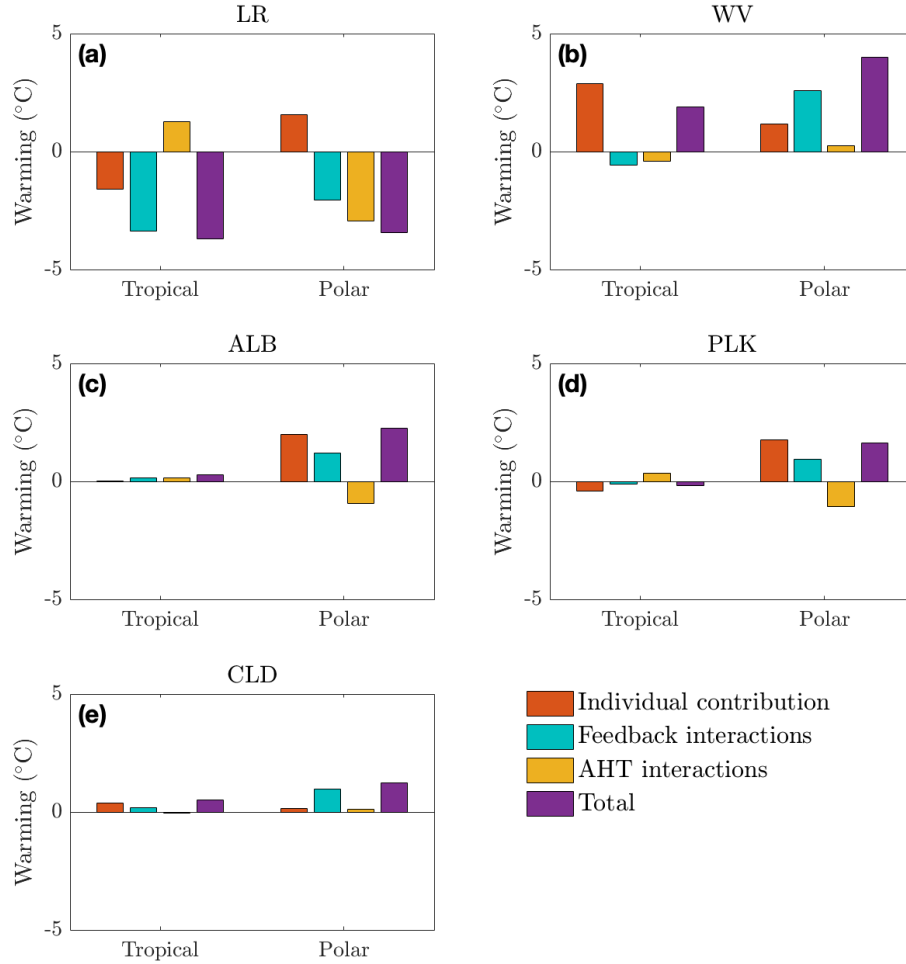 LR
(a)
Warming (°C)
5
0
-5
Tropical
Polar
WV
(b)
Warming (°C)
5
0
-5
Tropical
Polar
ALB
(c)
Warming (°C)
5
0
-5
Tropical
Polar
PLK
(d)
Warming (°C)
5
0
-5
Tropical
Polar
CLD
(e)
Warming (°C)
5
0
-5
Tropical
Polar
Individual contribution
Feedback interactions
AHT interactions
Total